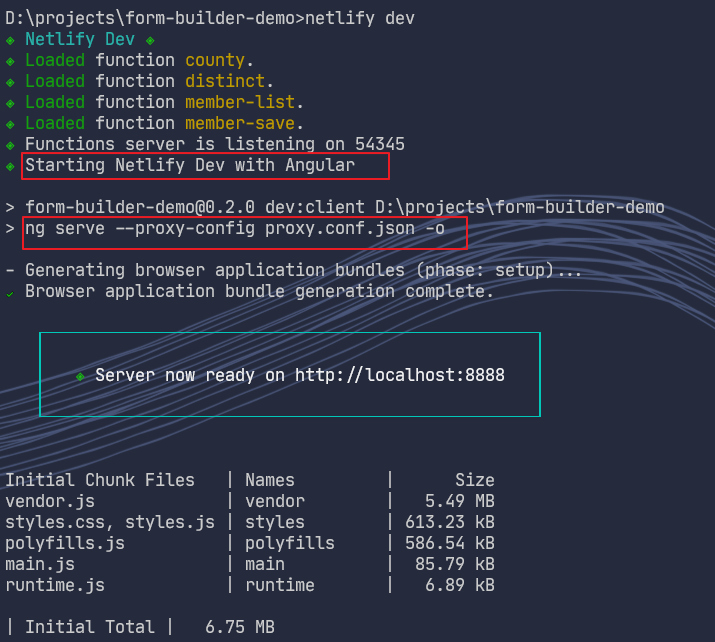 D:\projects\form-builder-demo>netlify dev
◈ Netlify Dev ◈
◈ Loaded function county.
◈ Loaded function distinct.
◈ Loaded function member-list.
◈ Loaded function member-save.
◈ Functions server is listening on 54345
◈ Starting Netlify Dev with Angular
> form-builder-demo@0.2.0 dev:client D:\projects\form-builder-demo
> ng serve --proxy-config proxy.conf.json -o
- Generating browser application bundles (phase: setup)...
✓ Browser application bundle generation complete.
◈ Server now ready on http://localhost:8888
Initial Chunk Files | Names | Size
vendor.js | vendor | 5.49 MB
styles.css, styles.js | styles | 613.23 kB
polyfills.js | polyfills | 586.54 kB
main.js | main | 85.79 kB
runtime.js | runtime | 6.89 kB
| Initial Total | 6.75 MB